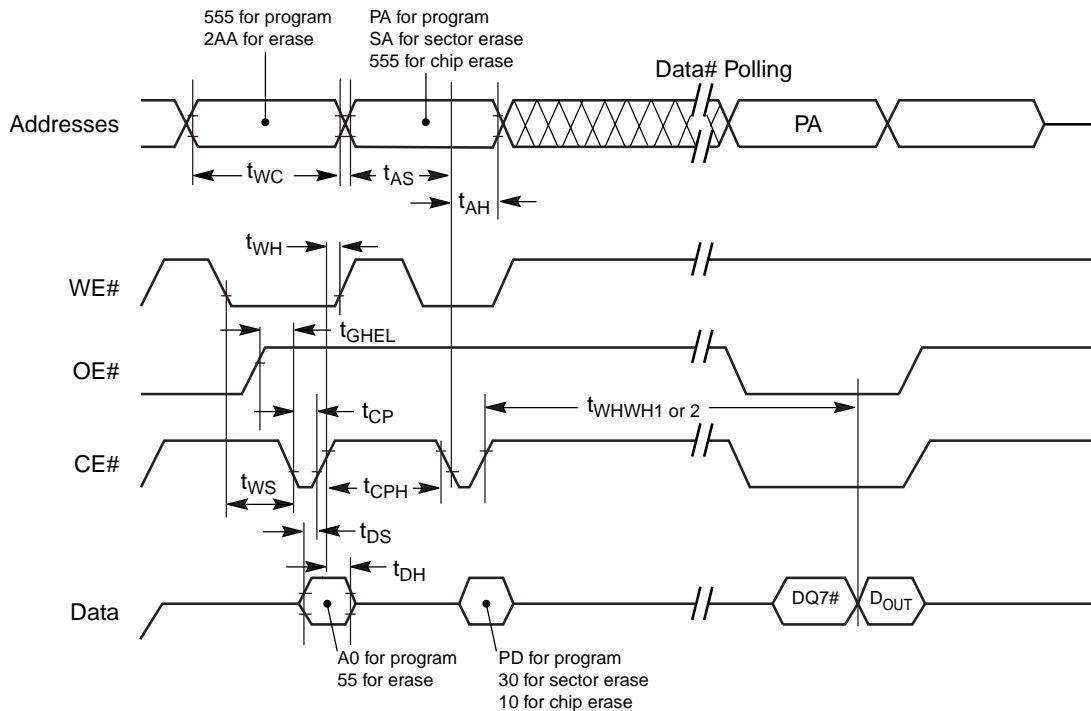 555 for program
2AA for erase
PA for program
SA for sector erase
555 for chip erase
Data# Polling
Addresses
PA
tWC
tAS
tAH
tWH
WE#
tGHEL
OE#
tCP
tWHWH1 or 2
CE#
tWS
tCPH
tDS
tDH
Data
DQ7#
DOUT
A0 for program
55 for erase
PD for program
30 for sector erase
10 for chip erase